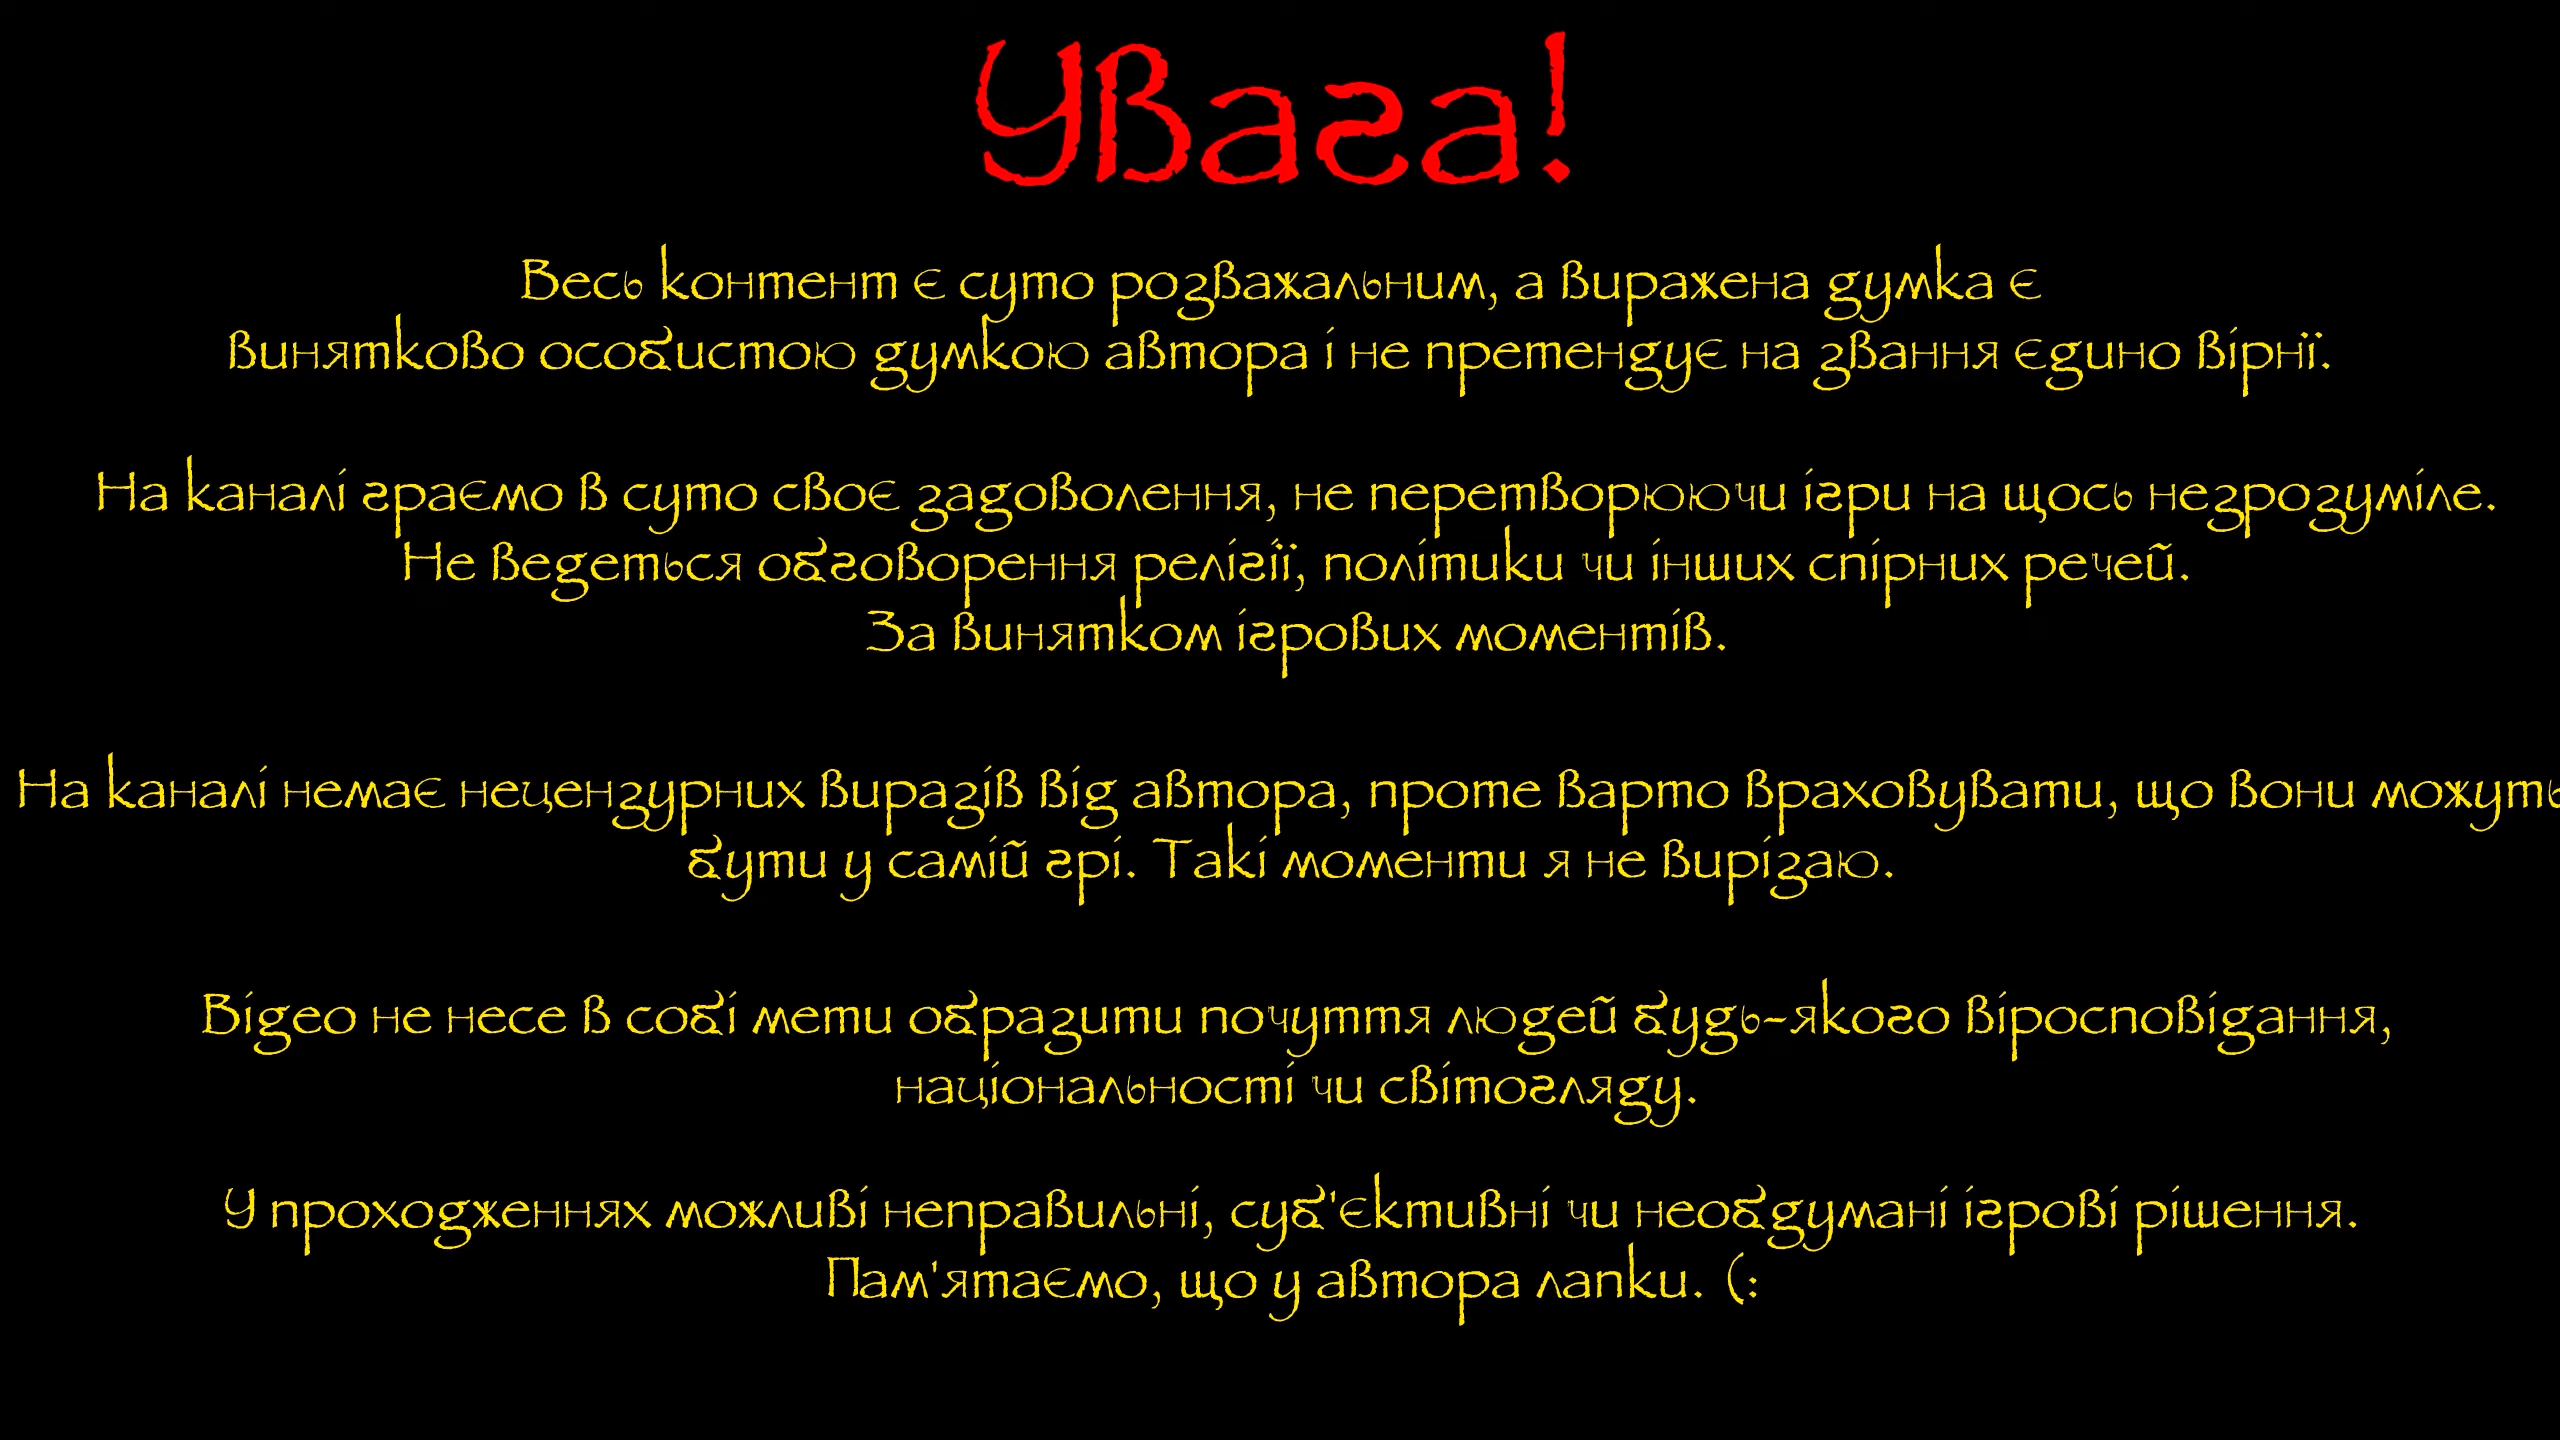 Увага!
Весь контент є суто розважальним, а виражена думка є
винятково особистою думкою автора і не претендує на звання єдино вірнї.
На каналі граємо в суто своє задоволення, не перетворюючи ігри на щось незрозуміле.
Не ведеться обговорення релігії, політики чи інших спірних речей.
За винятком ігрових моментів.
На каналі немає нецензурних виразів від автора, проте варто враховувати, що вони можуть
бути у самій грі. Такі моменти я не вирізаю.
Відео не несе в собі мети образити почуття людей будь-якого віросповідання,
національності чи світогляду.
У проходженнях можливі неправильні, суб'єктивні чи необдумані ігрові рішення.
Пам'ятаємо, що у автора лапки. (: